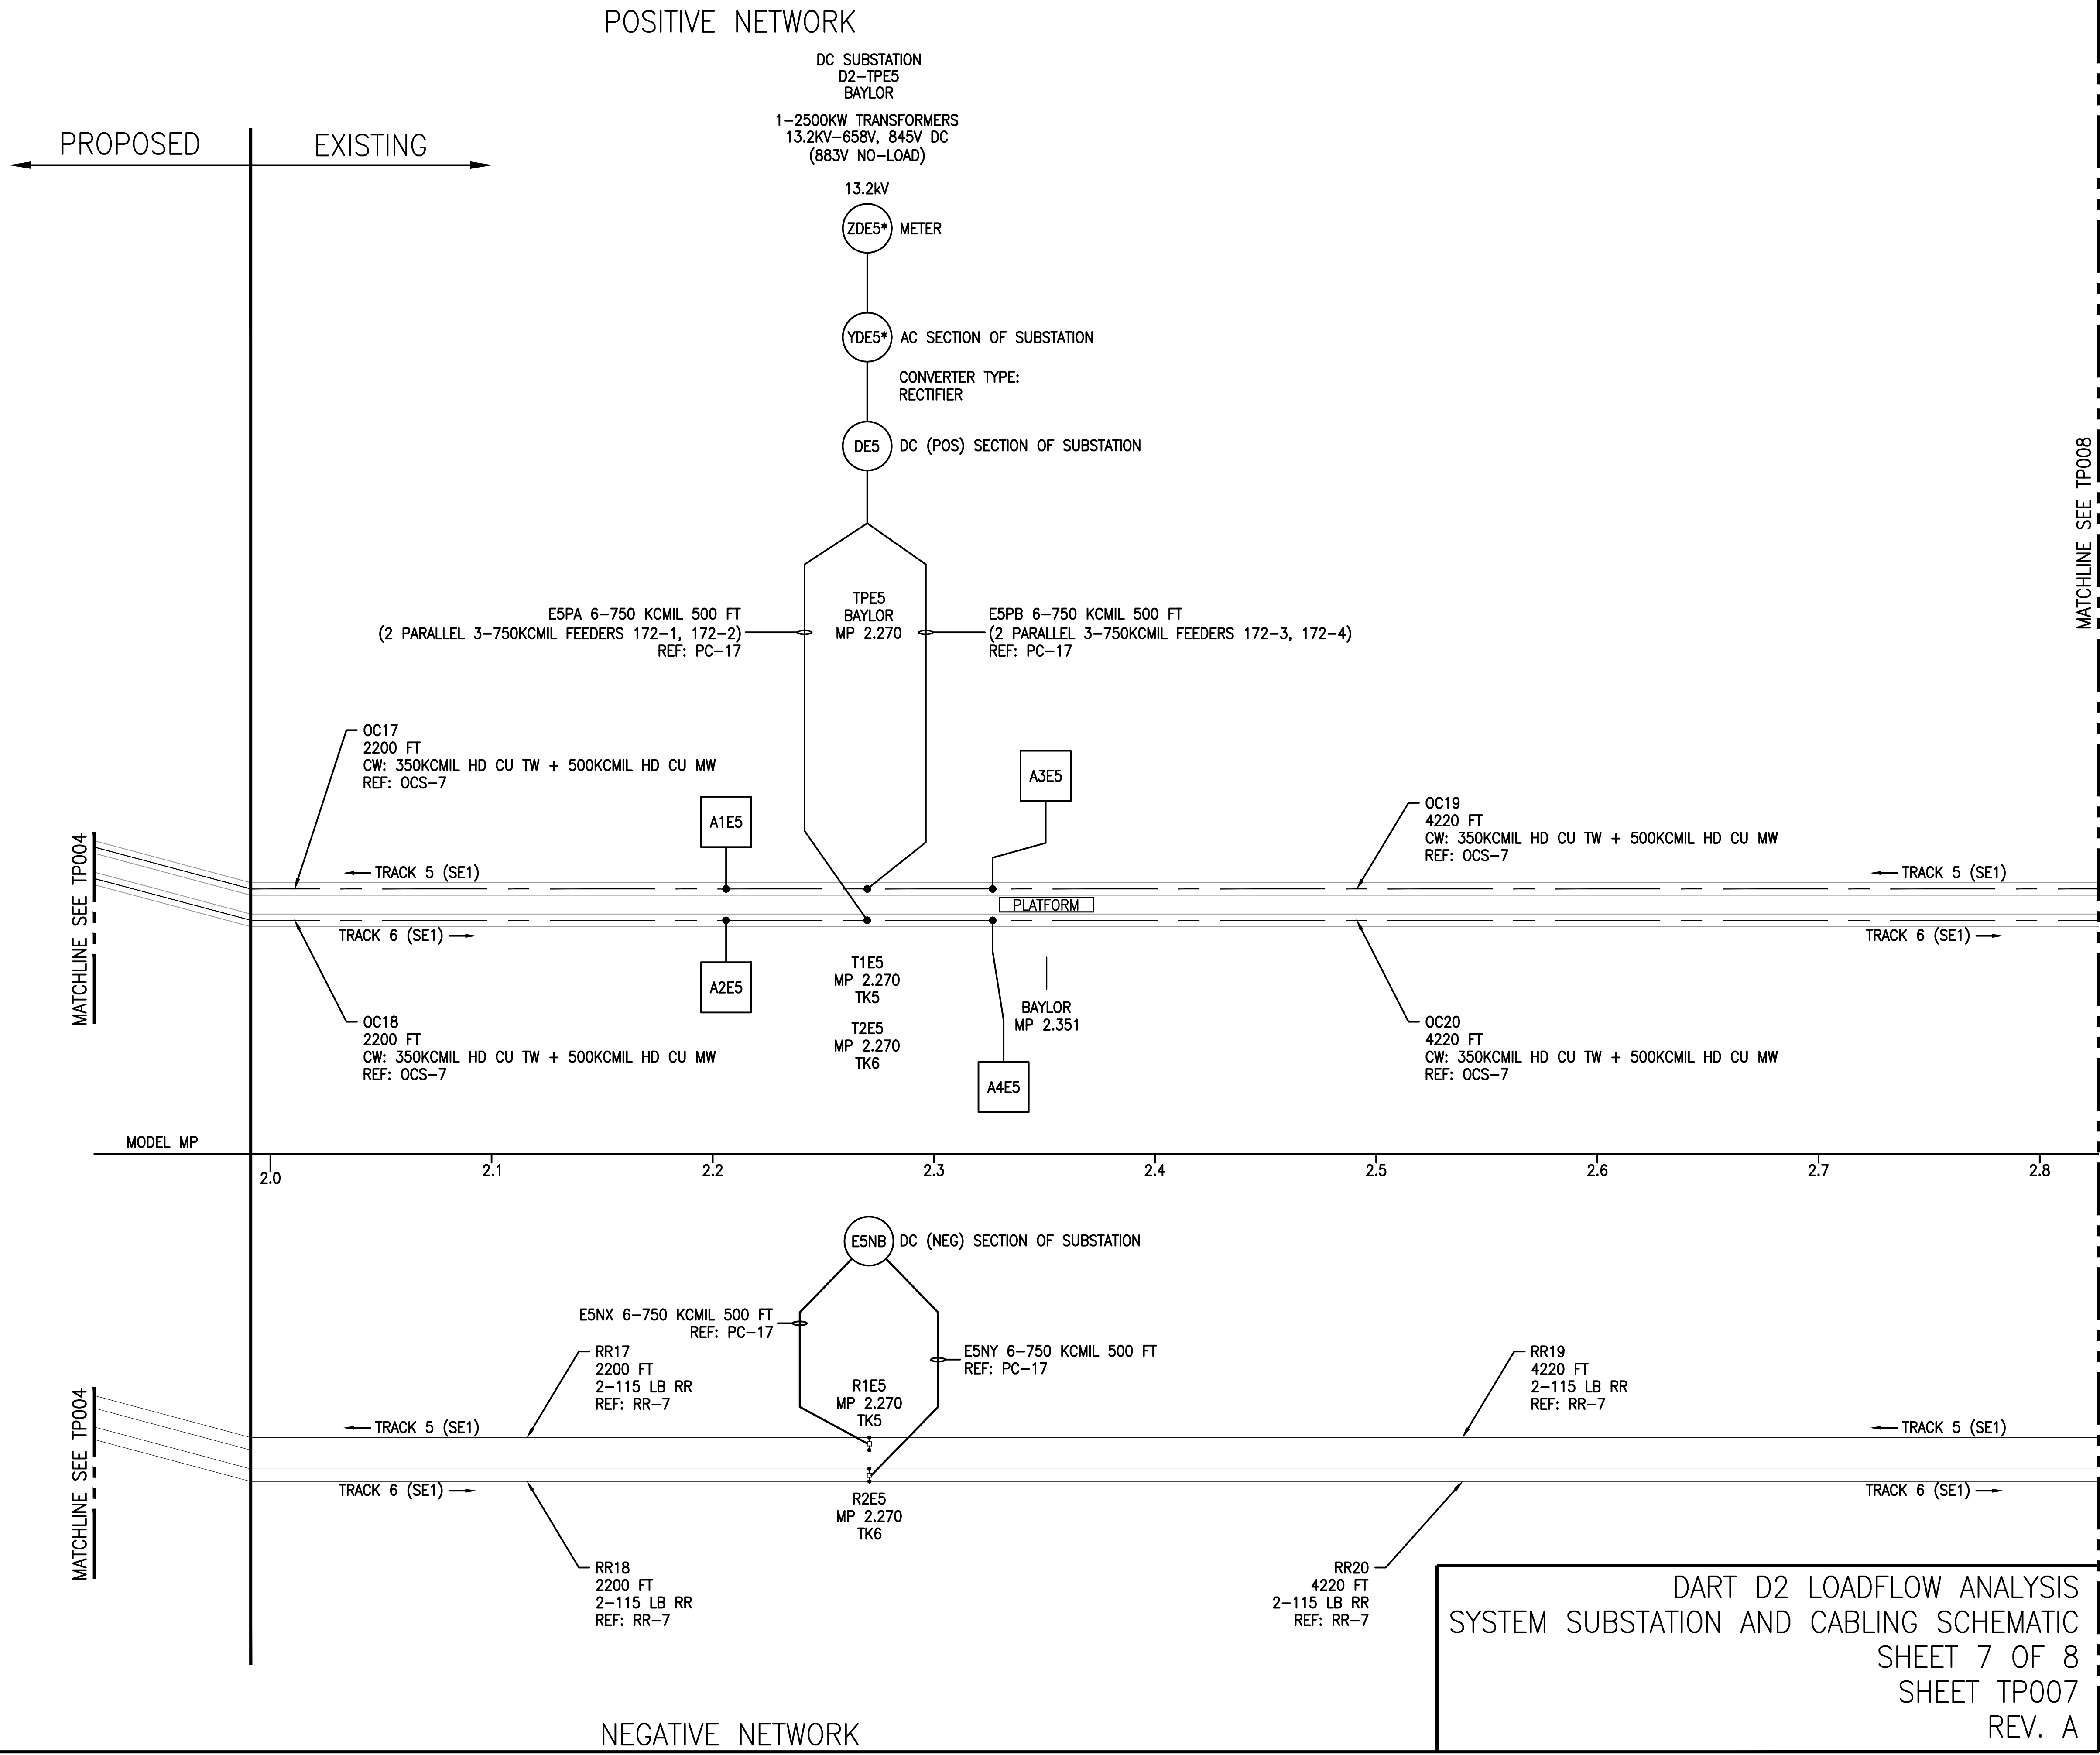 POSITIVE NETWORK
DC SUBSTATION
D2-TPE5
BAYLOR
1-2500KW TRANSFORMERS
13.2KV-658V, 845V DC
(883V NO-LOAD)
PROPOSED
EXISTING
13.2kV
ZDE5* METER
YDE5* AC SECTION OF SUBSTATION
CONVERTER TYPE:
RECTIFIER
DE5 DC (POS) SECTION OF SUBSTATION
MATCHLINE SEE TP008
E5PA 6-750 KCMIL 500 FT
(2 PARALLEL 3-750KCMIL FEEDERS 172-1, 172-2)
REF: PC-17
TPE5
BAYLOR
MP 2.270
E5PB 6-750 KCMIL 500 FT
(2 PARALLEL 3-750KCMIL FEEDERS 172-3, 172-4)
REF: PC-17
OC17
2200 FT
CW: 350KCMIL HD CU TW + 500KCMIL HD CU MW
REF: OCS-7
A1E5
A3E5
OC19
4220 FT
CW: 350KCMIL HD CU TW + 500KCMIL HD CU MW
REF: OCS-7
MATCHLINE SEE TP004
TRACK 5 (SE1)
TRACK 5 (SE1)
PLATFORM
TRACK 6 (SE1)
TRACK 6 (SE1)
A2E5
T1E5
MP 2.270
TK5
T2E5
MP 2.270
TK6
BAYLOR
MP 2.351
A4E5
OC18
2200 FT
CW: 350KCMIL HD CU TW + 500KCMIL HD CU MW
REF: OCS-7
OC20
4220 FT
CW: 350KCMIL HD CU TW + 500KCMIL HD CU MW
REF: OCS-7
MODEL MP
2.0 2.1 2.2 2.3 2.4 2.5 2.6 2.7 2.8
E5NB DC (NEG) SECTION OF SUBSTATION
E5NX 6-750 KCMIL 500 FT
REF: PC-17
E5NY 6-750 KCMIL 500 FT
REF: PC-17
RR17
2200 FT
2-115 LB RR
REF: RR-7
R1E5
MP 2.270
TK5
RR19
4220 FT
2-115 LB RR
REF: RR-7
MATCHLINE SEE TP004
TRACK 5 (SE1)
TRACK 5 (SE1)
TRACK 6 (SE1)
TRACK 6 (SE1)
R2E5
MP 2.270
TK6
RR18
2200 FT
2-115 LB RR
REF: RR-7
RR20
4220 FT
2-115 LB RR
REF: RR-7
DART D2 LOADFLOW ANALYSIS
SYSTEM SUBSTATION AND CABLING SCHEMATIC
SHEET 7 OF 8
SHEET TP007
REV. A
NEGATIVE NETWORK